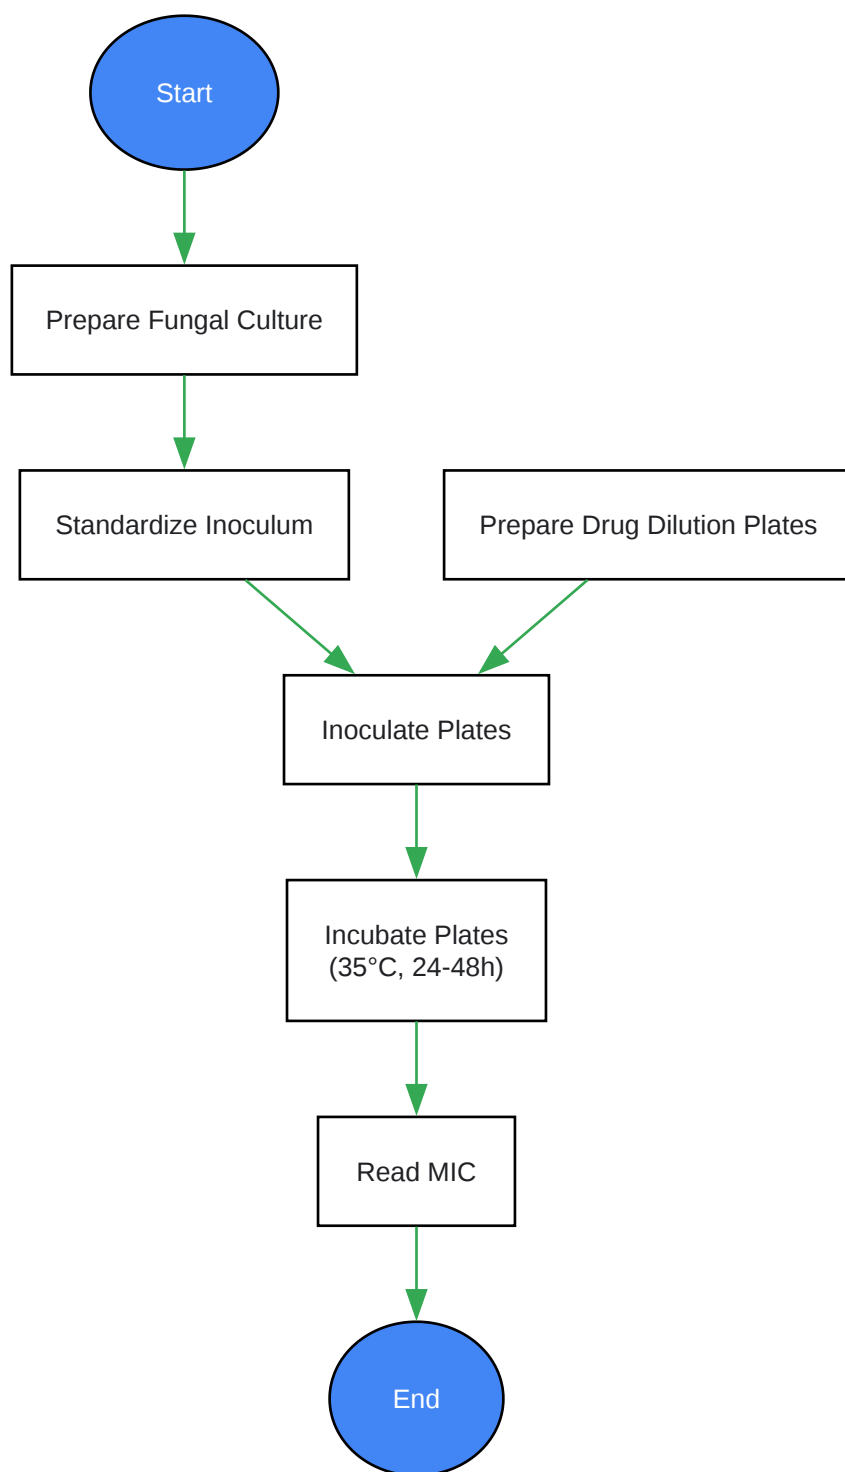 Start
Prepare Fungal Culture
Standardize Inoculum
Prepare Drug Dilution Plates
Inoculate Plates
Incubate Plates
(35°C, 24-48h)
Read MIC
End